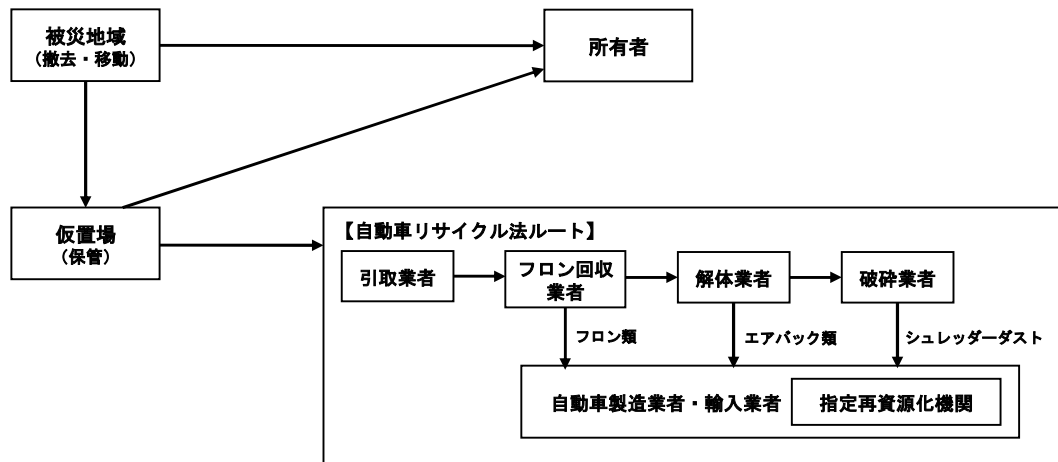 被災地域
（撤去・移動）
所有者
仮置場
（保管）
【自動車リサイクル法ルート】
引取業者
フロン回収
業者
解体業者
破砕業者
フロン類
エアバック類
シュレッダーダスト
自動車製造業者・輸入業者
指定再資源化機関